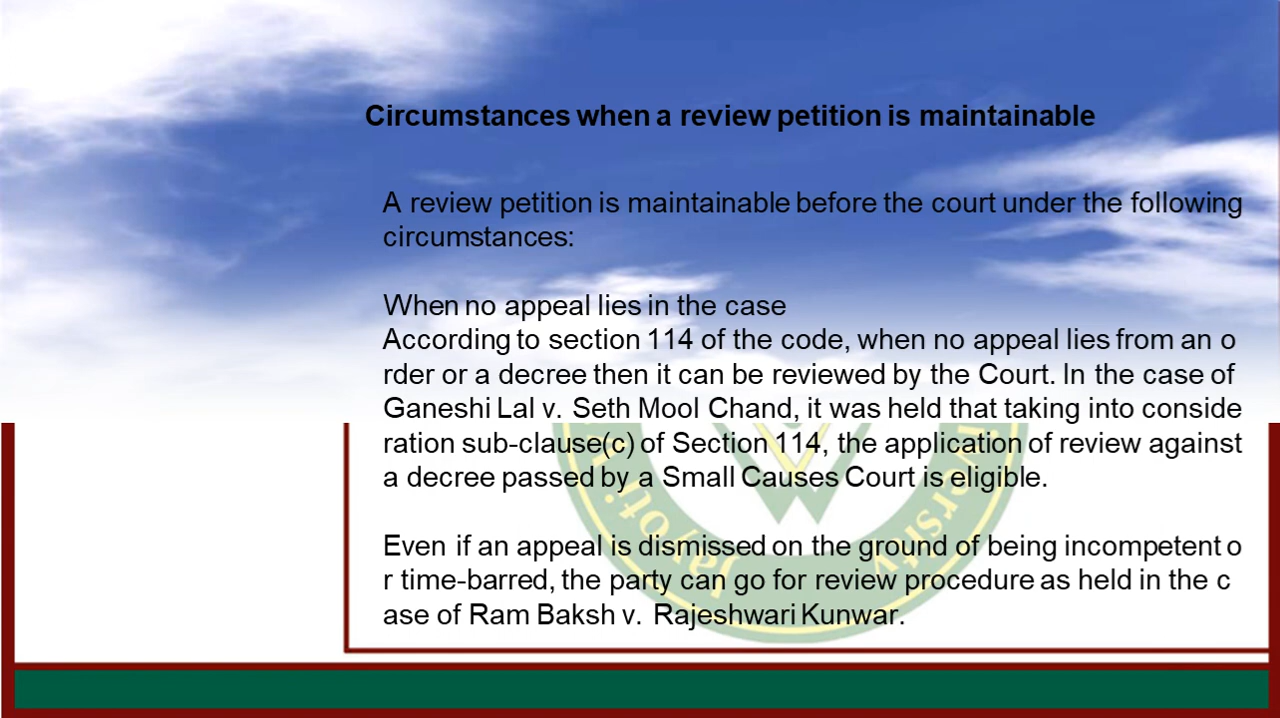 Circumstances when a review petition is maintainable
A review petition is maintainable before the court under the following
circumstances:
When no appeal lies in the case
According to section 114 of the code, when no appeal lies from an o
rder or a decree then it can be reviewed by the Court. In the case of
Ganeshi Lal v. Seth Mool Chand, it was held that taking into conside
ration sub-clause(c) of Section 114, the application of review against
a decree passed by a Small Causes Court is eligible.
Even if an appeal is dismissed on the ground of being incompetent o
r time-barred, the party can go for review procedure as held in the c
ase of Ram Baksh v. Rajeshwari Kunwar.